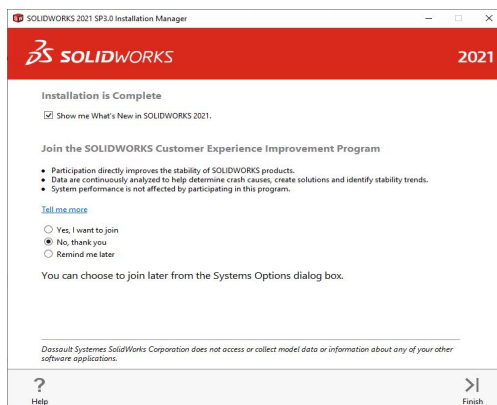 SOLIDWORKS 2021 SP3.0 Installation Manager
SOLIDWORKS
2021
Installation is Complete
Show me What's New in SOLIDWORKS 2021.
Join the SOLIDWORKS Customer Experience Improvement Program
• Participation directly improves the stability of SOLIDWORKS products.
• Data are continuously analyzed to help determine crash causes, create solutions and identify stability trends.
• System performance is not affected by participating in this program.
Tell me more
Yes, I want to join
No, thank you
Remind me later
You can choose to join later from the Systems Options dialog box.
Dassault Systemes SolidWorks Corporation does not access or collect model data or information about any of your other
software applications.
?
Help
Finish